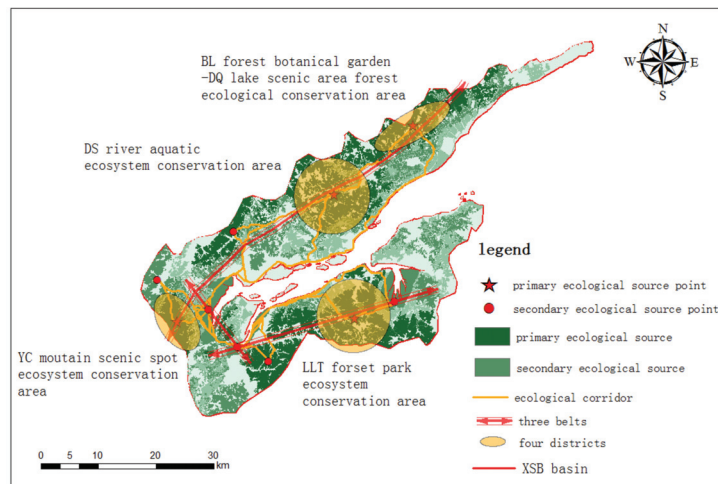 BL forest botanical garden
-DQ lake scenic area forest
ecological conservation area
N
W
E
S
DS river aquatic
ecosystem conservation area
legend
primary ecological source point
secondary ecological source point
primary ecological source
secondary ecological source
ecological corridor
three belts
four districts
XSB basin
YC moutain scenic spot
ecosystem conservation
area
LLT forset park
ecosystem
conservation area
0 5 10 20 30
km